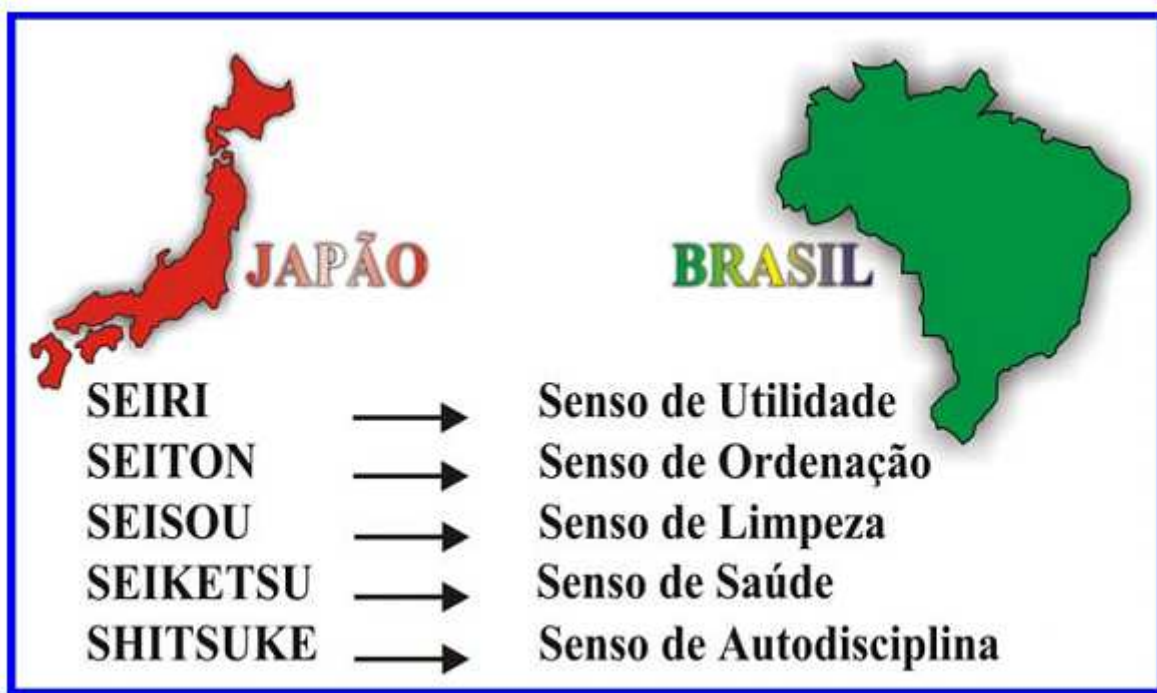 JAPÃO
BRASIL
SEIRI Senso de Utilidade
SEITON Senso de Ordenação
SEISOU Senso de Limpeza
SEIKETSU Senso de Saúde
SHITSUKE Senso de Autodisciplina